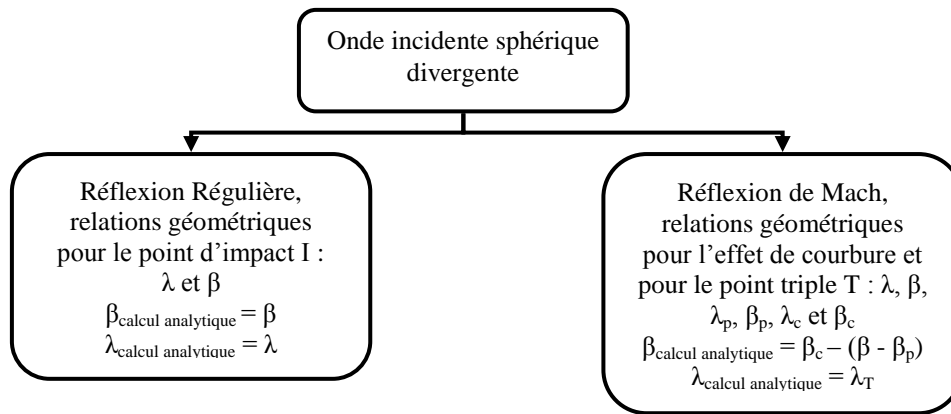 Onde incidente sphérique
divergente
Réflexion Régulière,
relations géométriques
pour le point d’impact I :
λ et β
βcalcul analytique = β
λcalcul analytique = λ
Réflexion de Mach,
relations géométriques
pour l’effet de courbure et
pour le point triple T : λ, β,
λp, βp, λc et βc
βcalcul analytique = βc – (β - βp)
λcalcul analytique = λT